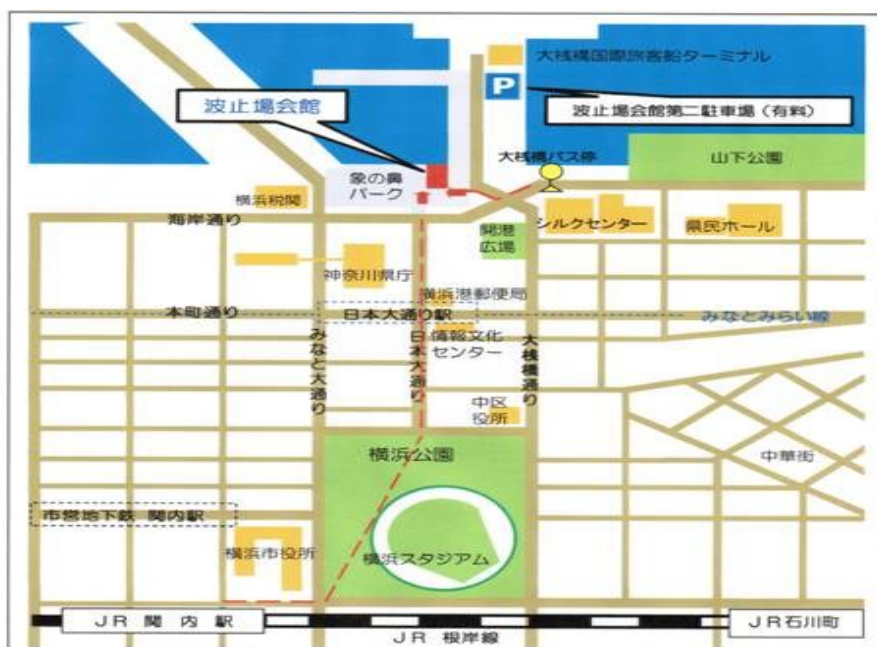 大桟橋国際旅客船ターミナル
P
波止場会館
波止場会館第二駐車場（有料）
大桟橋バス停
山下公園
象の鼻
パーク
横浜税関
海岸通り
シルクセンター
県民ホール
開港
広場
神奈川県庁
横浜港郵便局
本町通り
日本大通り駅
みなとみらい線
情報文化
センター
みなと大通り
日本大通り
大桟橋通り
中区
役所
横浜公園
中華街
市営地下鉄 関内駅
横浜市役所
横浜スタジアム
JR 関内駅
JR石川町
JR 根岸線